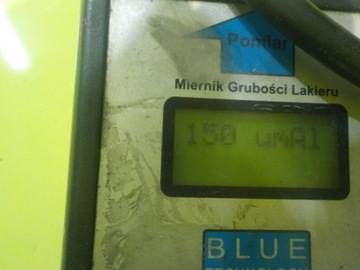 Pomiar
Miernik Grubości Lakieru
150 umAl
BLUE